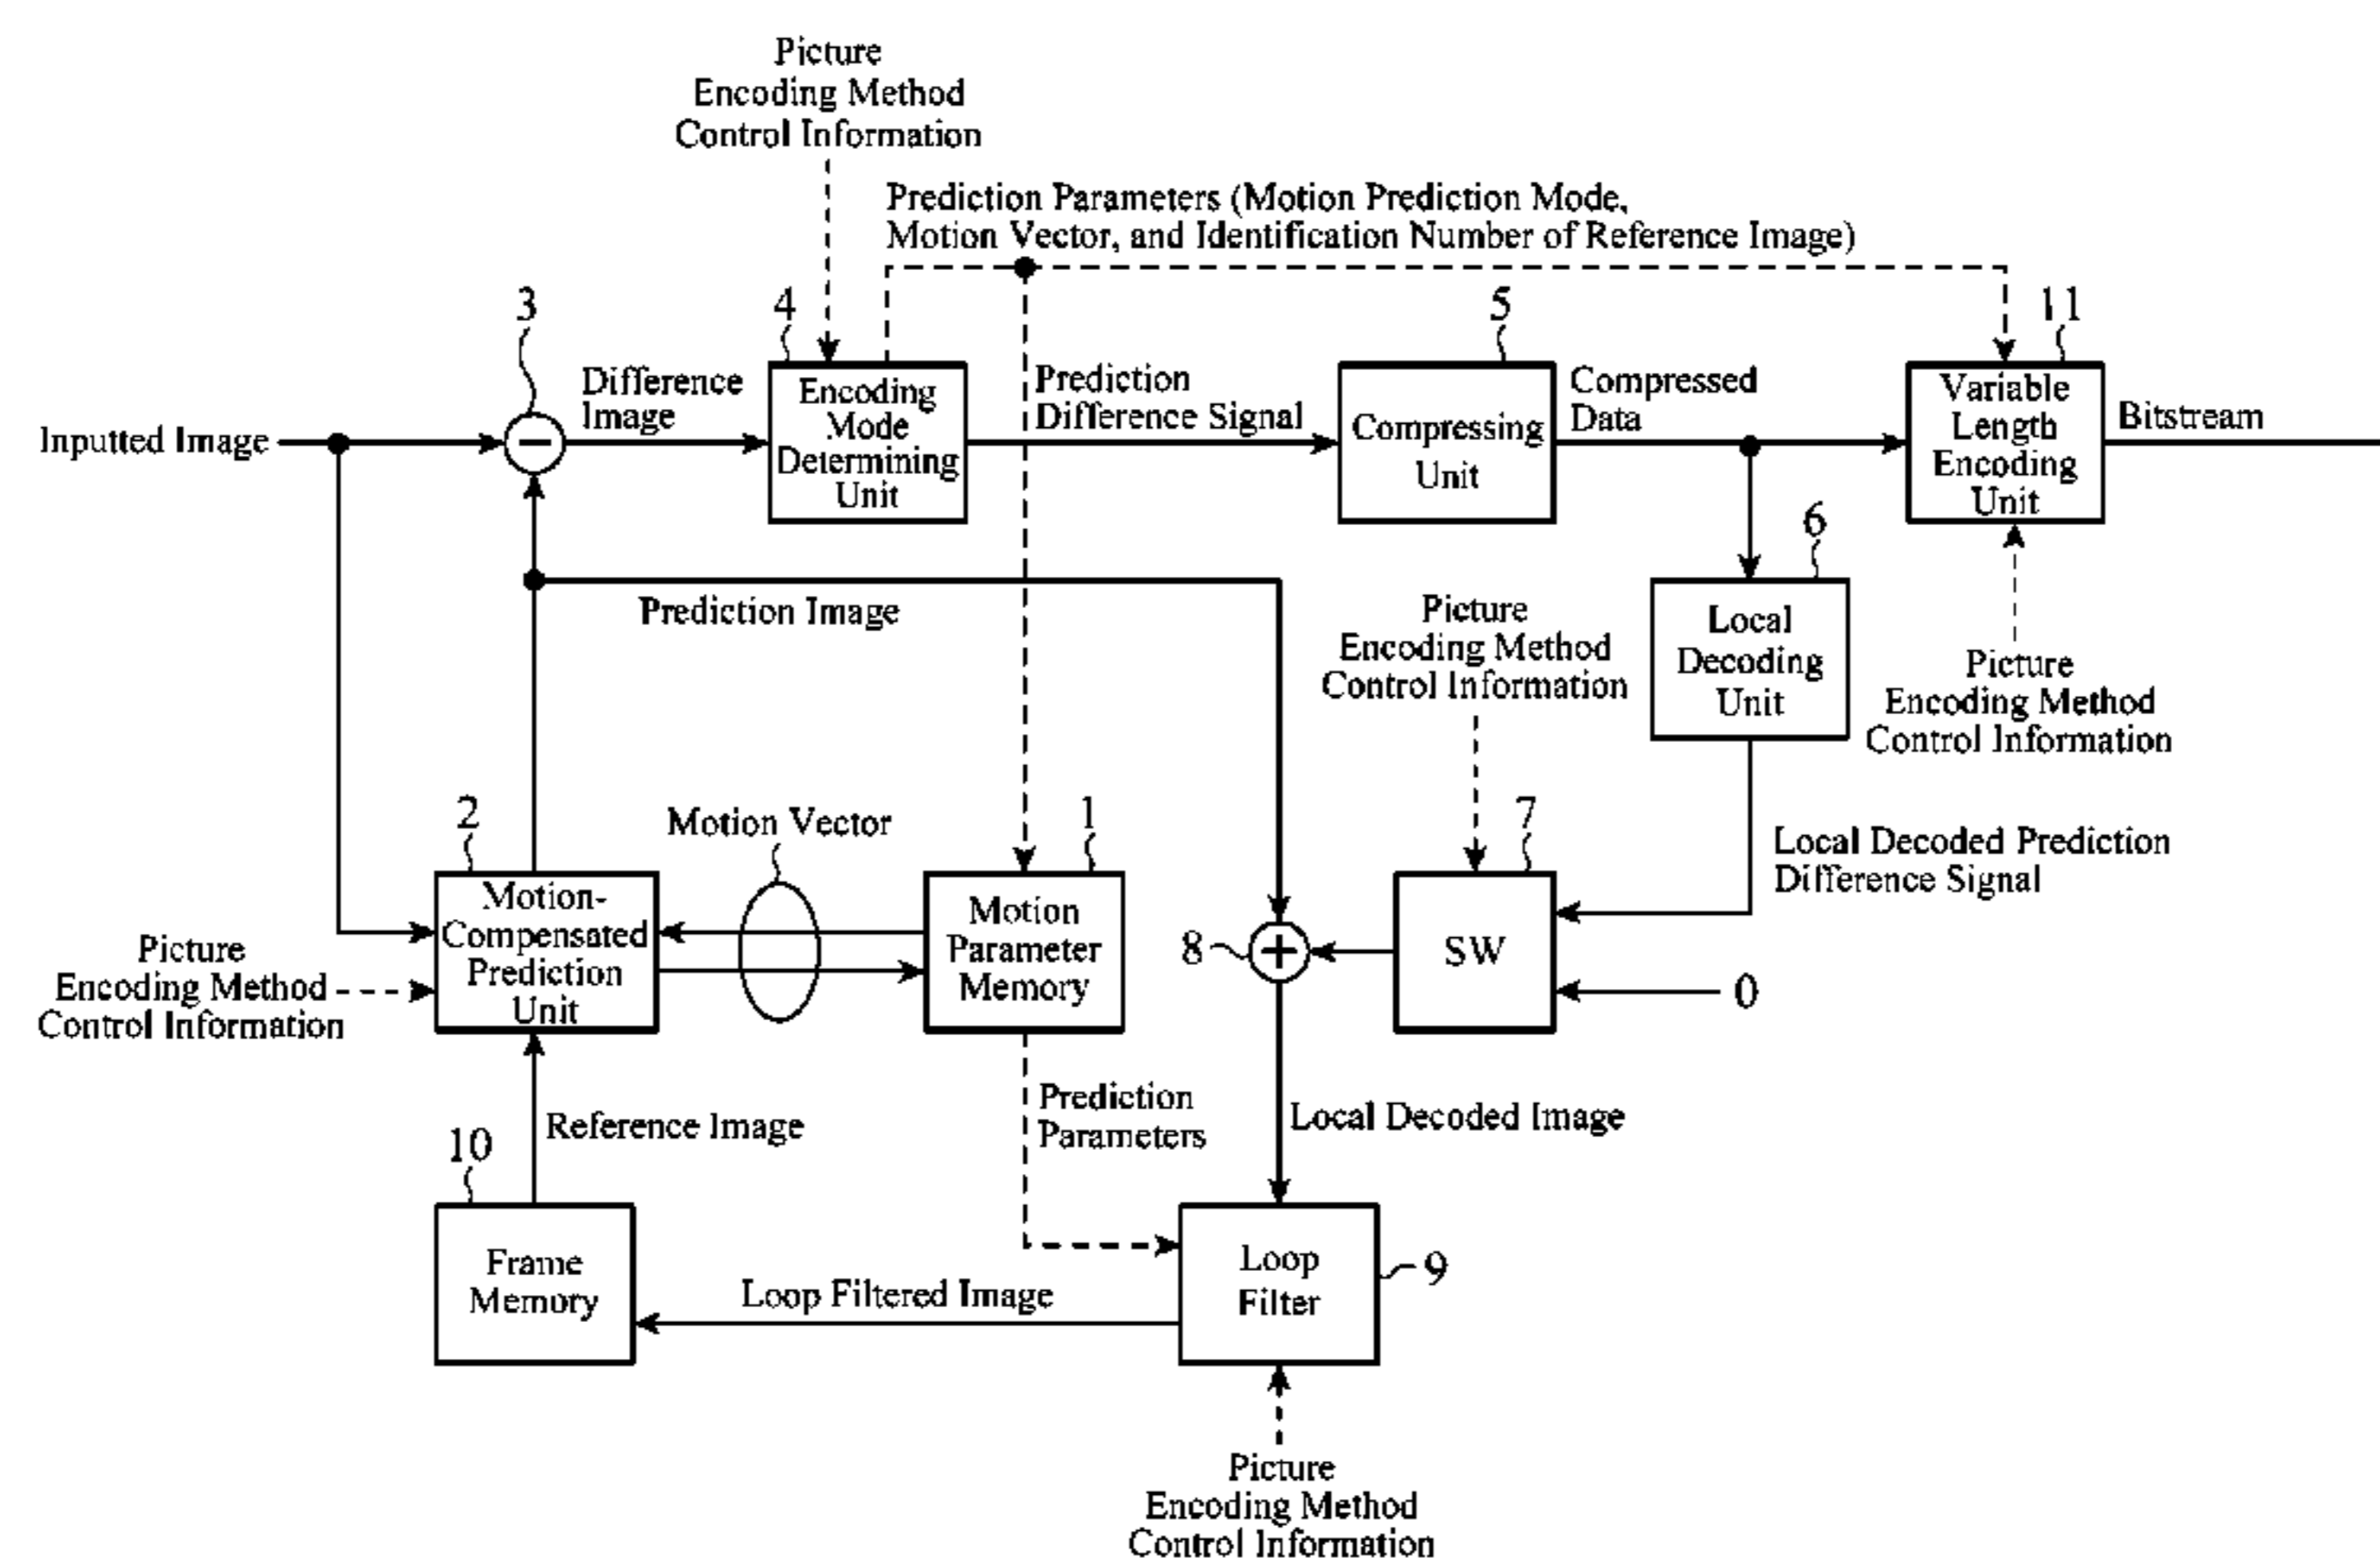 Picture
Encoding Method
Control Information
Prediction Parameters (Motion Prediction Mode,
Motion Vector, and Identification Number of Reference Image)
3
4
5
11
Inputted Image
Difference
Image
Encoding
Mode
Determining
Unit
Prediction
Difference Signal
Compressing
Unit
Compressed
Data
Variable
Length
Encoding
Unit
Bitstream
6
Prediction Image
Picture
Encoding Method
Control Information
Local
Decoding
Unit
Picture
Encoding Method
Control Information
2
Motion Vector
1
7
Local Decoded Prediction
Difference Signal
Picture
Encoding Method
Control Information
Motion-
Compensated
Prediction
Unit
Motion
Parameter
Memory
8
SW
0
10
Reference Image
Prediction
Parameters
Local Decoded Image
Frame
Memory
Loop Filtered Image
Loop
Filter
9
Picture
Encoding Method
Control Information